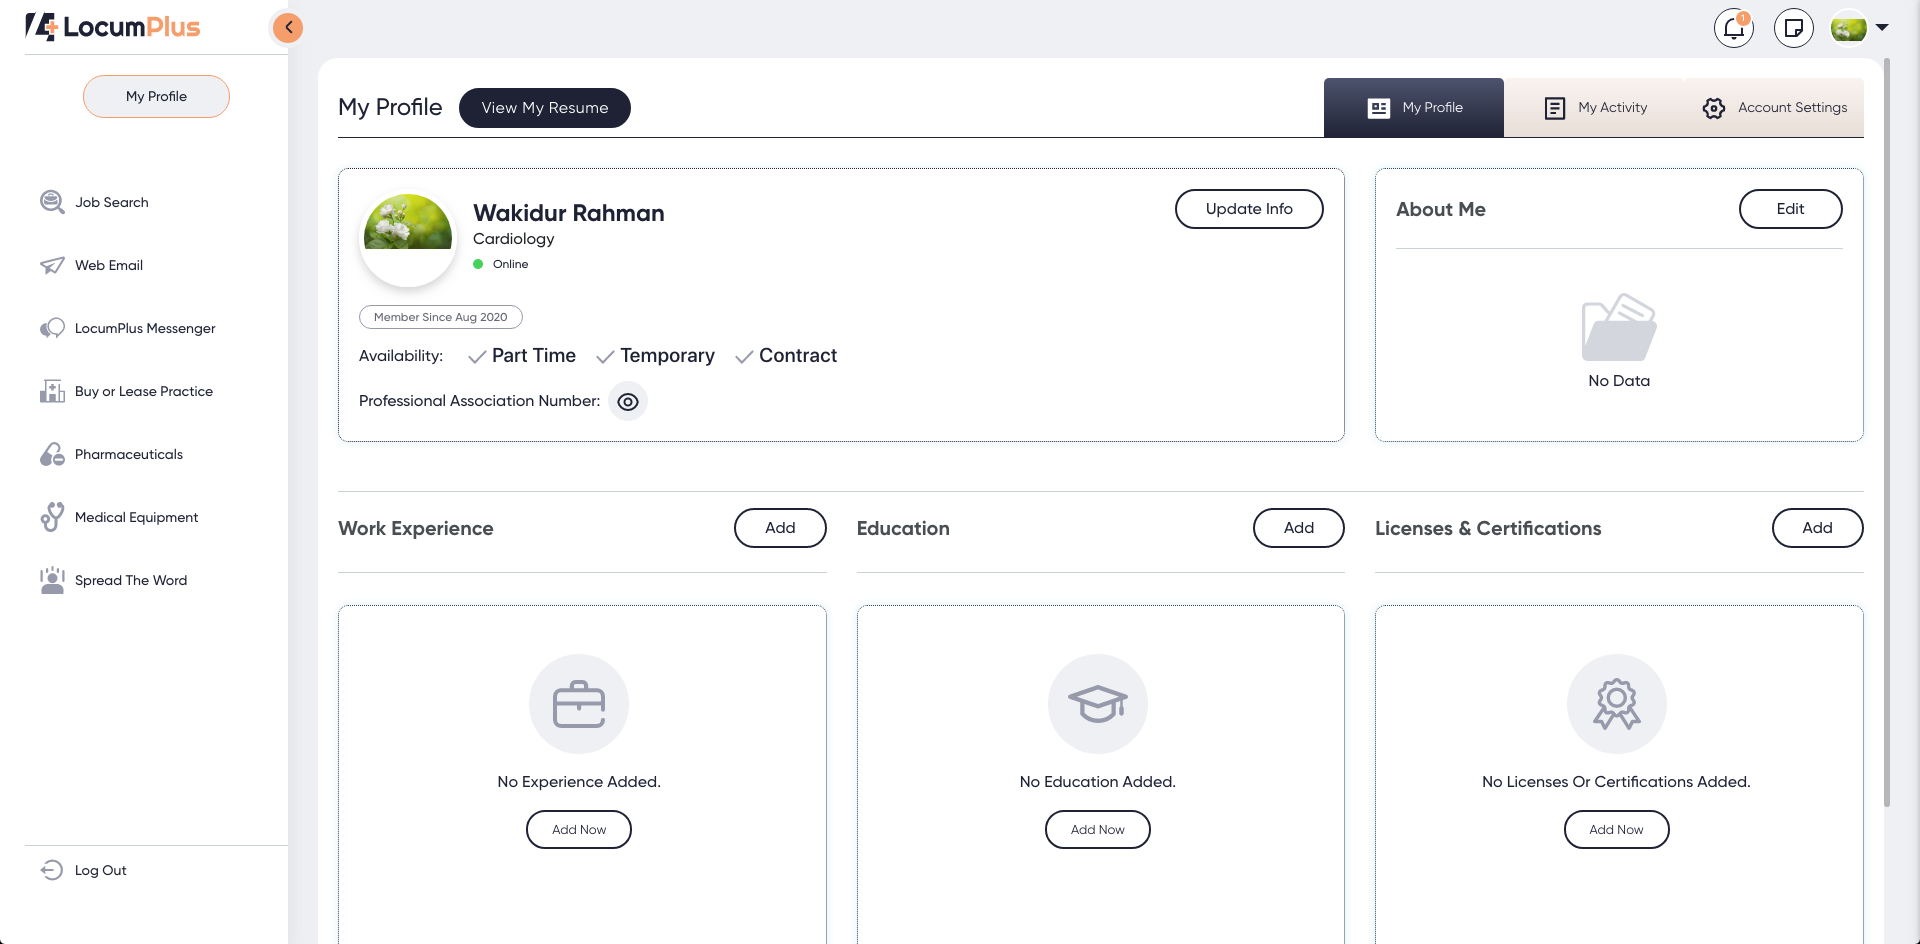 LocumPlus
1
My Profile
Job Search
Web Email
LocumPlus Messenger
Buy or Lease Practice
Pharmaceuticals
Medical Equipment
Spread The Word
Log Out
My Profile
View My Resume
My Profile
My Activity
Account Settings
Wakidur Rahman
Cardiology
Online
Update Info
Member Since Aug 2020
Availability: Part Time Temporary Contract
Professional Association Number:
About Me
Edit
No Data
Work Experience
Add
Education
Add
Licenses & Certifications
Add
No Experience Added.
Add Now
No Education Added.
Add Now
No Licenses Or Certifications Added.
Add Now